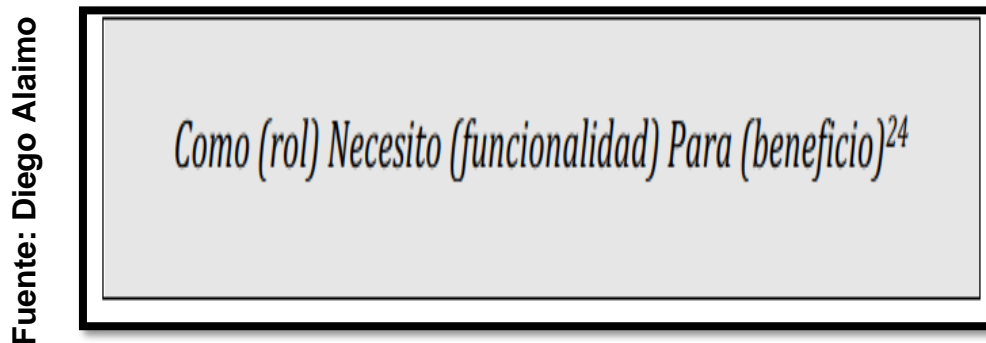 Fuente: Diego Alaimo
Como (rol) Necesito (funcionalidad) Para (beneficio)24